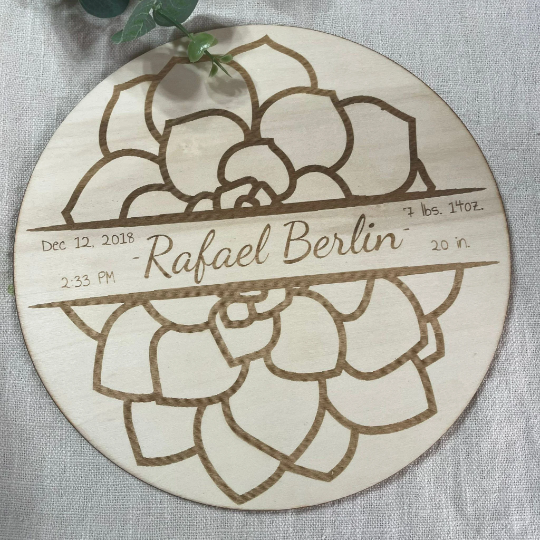 Dec 12, 2018
2:33 PM
-Rafael Berlin-
7 lbs. 14oz.
20 in.